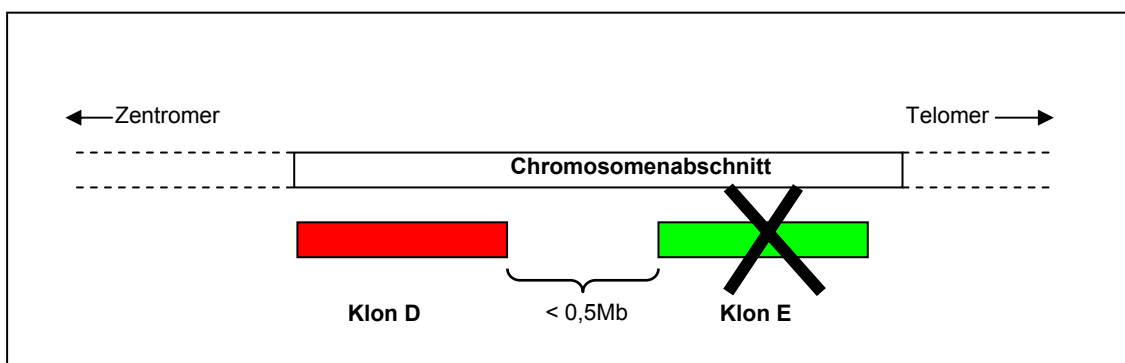 Zentromer Telomer
Chromosomenabschnitt
Klon D < 0,5Mb Klon E